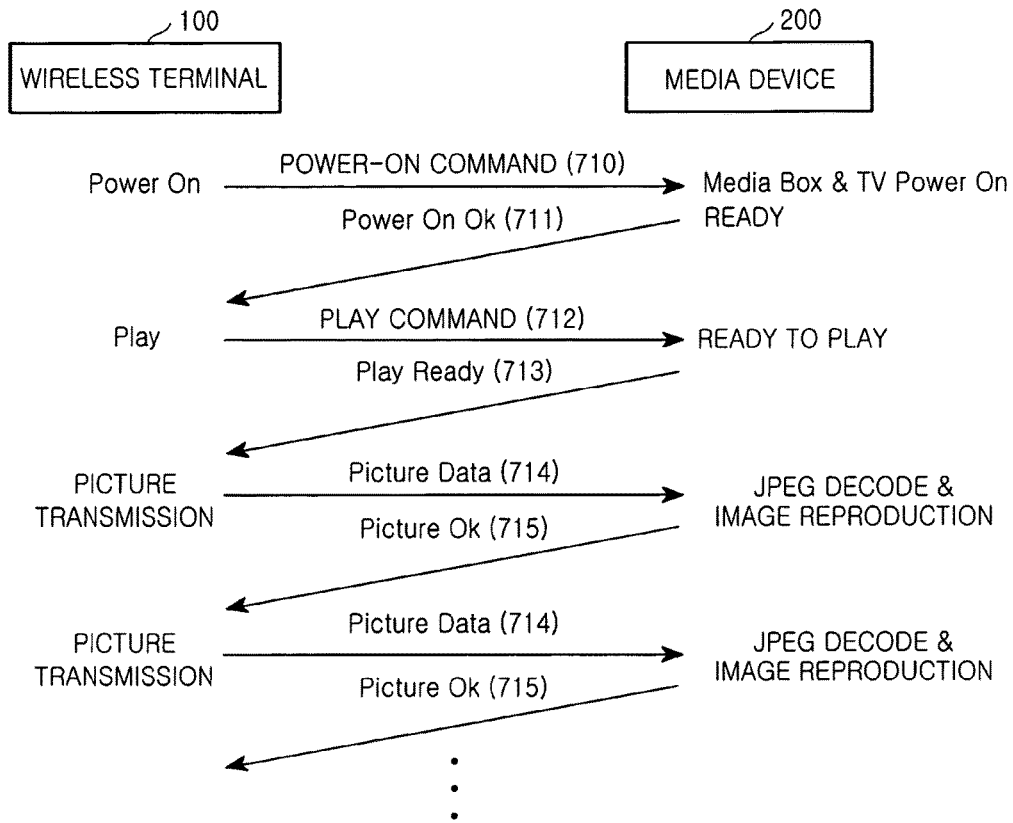 100
200
WIRELESS TERMINAL
MEDIA DEVICE
POWER-ON COMMAND (710)
Power On
Media Box & TV Power On
READY
Power On Ok (711)
PLAY COMMAND (712)
Play
READY TO PLAY
Play Ready (713)
Picture Data (714)
PICTURE
TRANSMISSION
JPEG DECODE &
IMAGE REPRODUCTION
Picture Ok (715)
Picture Data (714)
PICTURE
TRANSMISSION
JPEG DECODE &
IMAGE REPRODUCTION
Picture Ok (715)